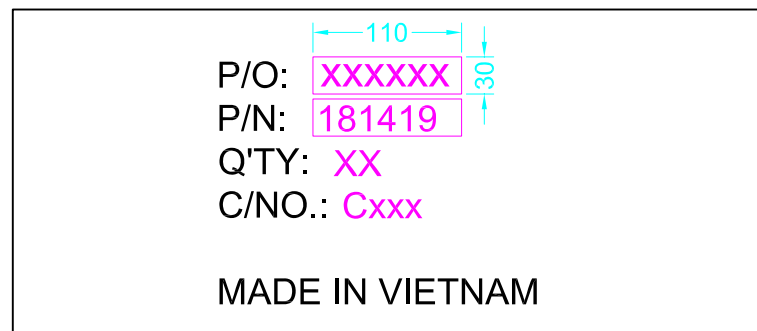 110
P/O: XXXXXX 30
P/N: 181419
Q'TY: XX
C/NO.: Cxxx
MADE IN VIETNAM